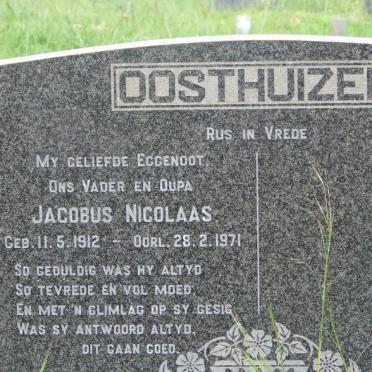 OOSTHUIZE
RUS IN VREDE
MY GELIEFDE EGGENOOT,
ONS VADER EN OUPA
JACOBUS NICOLAAS
GEB. 11.5.1912 – OORL. 28.2.1971
SO GEDULDIG WAS HY ALTYD
SO TEVREDE EN VOL MOED,
EN MET 'N GLIMLAG OP SY GESIG
WAS SY ANTWOORD ALTYD,
DIT GAAN GOED.